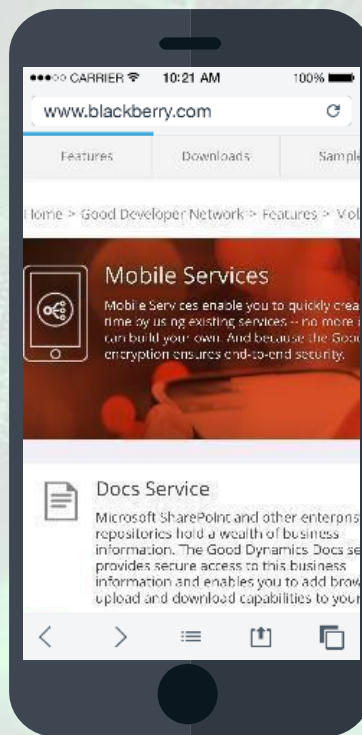 CARRIER 10:21 AM 100%
www.blackberry.com
Features Downloads Sample
Home > Good Developer Network > Features > Mobi
Mobile Services
Mobile Services enable you to quickly crea
time by using existing services -- no more
can build your own. And because the Good
encryption ensures end-to-end security.
Docs Service
Microsoft SharePoint and other enterpris
repositories hold a wealth of business
information. The Good Dynamics Docs se
provides secure access to this business
information and enables you to add brow
upload and download capabilities to your